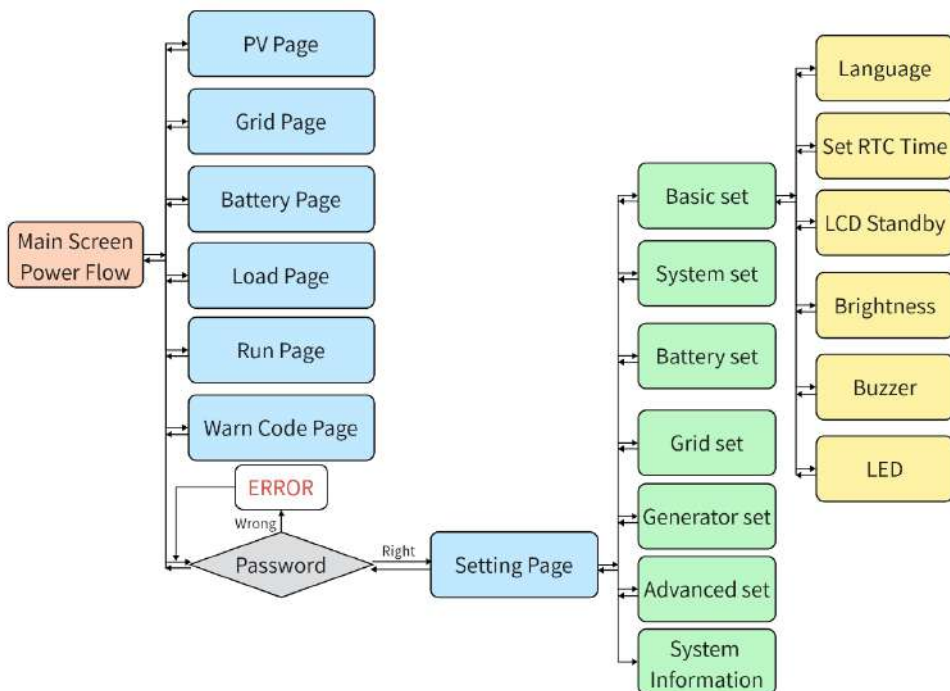 Main Screen
Power Flow
PV Page
Grid Page
Battery Page
Load Page
Run Page
Warn Code Page
ERROR
Wrong
Password
Right
Setting Page
Basic set
System set
Battery set
Grid set
Generator set
Advanced set
System
Information
Language
Set RTC Time
LCD Standby
Brightness
Buzzer
LED